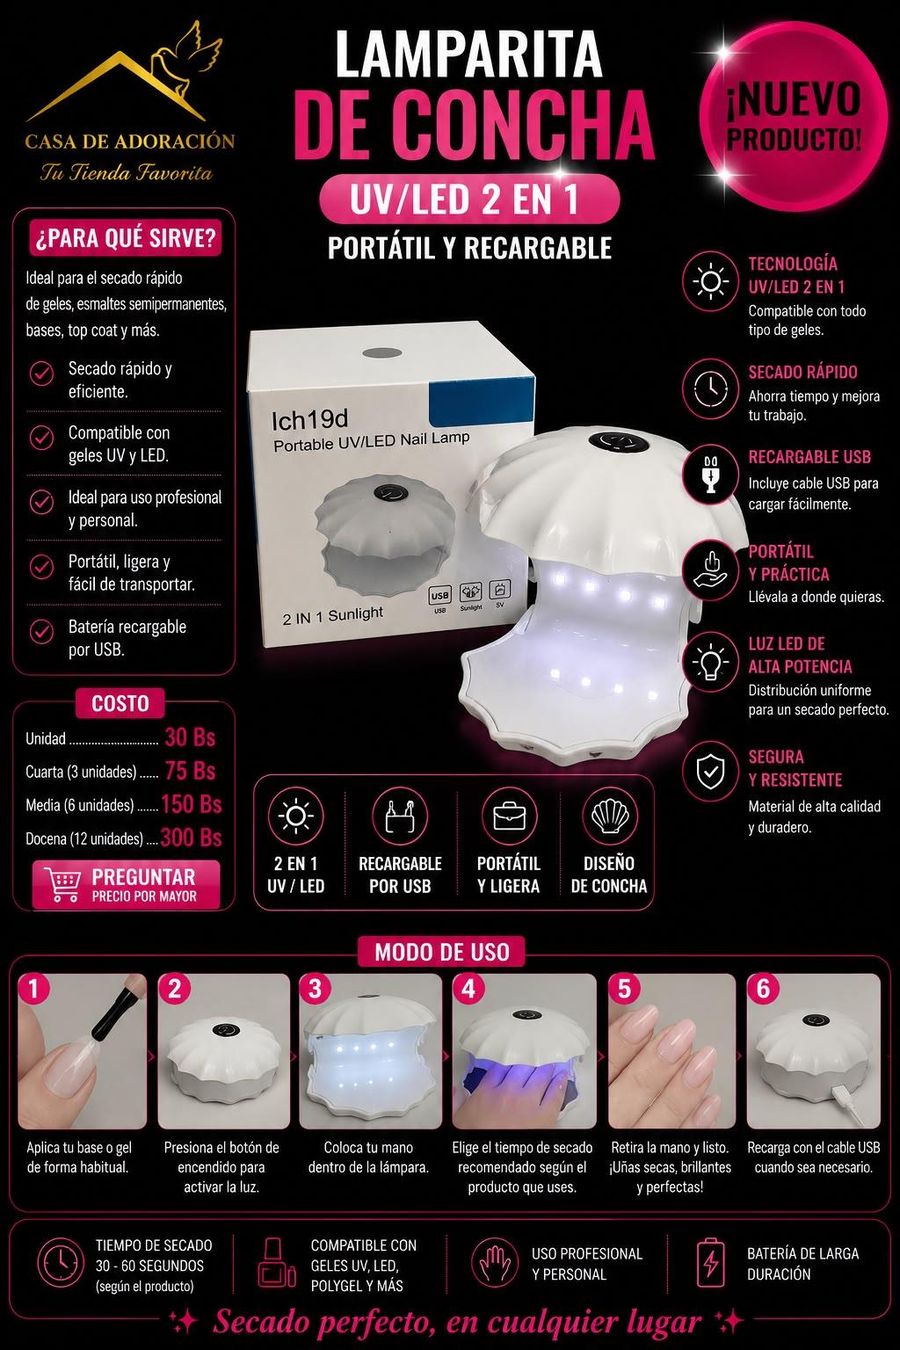 CASA DE ADORACIÓN
Tu Tienda Favorita
LAMPARITA
DE CONCHA
UV/LED 2 EN 1
PORTÁTIL Y RECARGABLE
¡NUEVO
PRODUCTO!
¿PARA QUÉ SIRVE?
Ideal para el secado rápido
de geles, esmaltes semipermanentes,
bases, top coat y más.
Secado rápido y
eficiente.
Compatible con
geles UV y LED.
Ideal para uso profesional
y personal.
Portátil, ligera y
fácil de transportar.
Batería recargable
por USB.
COSTO
Unidad ............................ 30 Bs
Cuarta (3 unidades) ...... 75 Bs
Media (6 unidades) .......150 Bs
Docena (12 unidades) ....300 Bs
PREGUNTAR
PRECIO POR MAYOR
lch19d
Portable UV/LED Nail Lamp
2 IN 1 Sunlight
USB
USB
Sunlight
SV
TECNOLOGÍA
UV/LED 2 EN 1
Compatible con todo
tipo de geles.
SECADO RÁPIDO
Ahorra tiempo y mejora
tu trabajo.
RECARGABLE USB
Incluye cable USB para
cargar fácilmente.
PORTÁTIL
Y PRÁCTICA
Llévala a donde quieras.
LUZ LED DE
ALTA POTENCIA
Distribución uniforme
para un secado perfecto.
SEGURA
Y RESISTENTE
Material de alta calidad
y duradero.
2 EN 1
UV / LED
RECARGABLE
POR USB
PORTÁTIL
Y LIGERA
DISEÑO
DE CONCHA
MODO DE USO
1
Aplica tu base o gel
de forma habitual.
2
Presiona el botón de
encendido para
activar la luz.
3
Coloca tu mano
dentro de la lámpara.
4
Elige el tiempo de secado
recomendado según el
producto que uses.
5
Retira la mano y listo.
¡Uñas secas, brillantes
y perfectas!
6
Recarga con el cable USB
cuando sea necesario.
TIEMPO DE SECADO
30 - 60 SEGUNDOS
(según el producto)
COMPATIBLE CON
GELES UV, LED,
POLYGEL Y MÁS
USO PROFESIONAL
Y PERSONAL
BATERÍA DE LARGA
DURACIÓN
Secado perfecto, en cualquier lugar